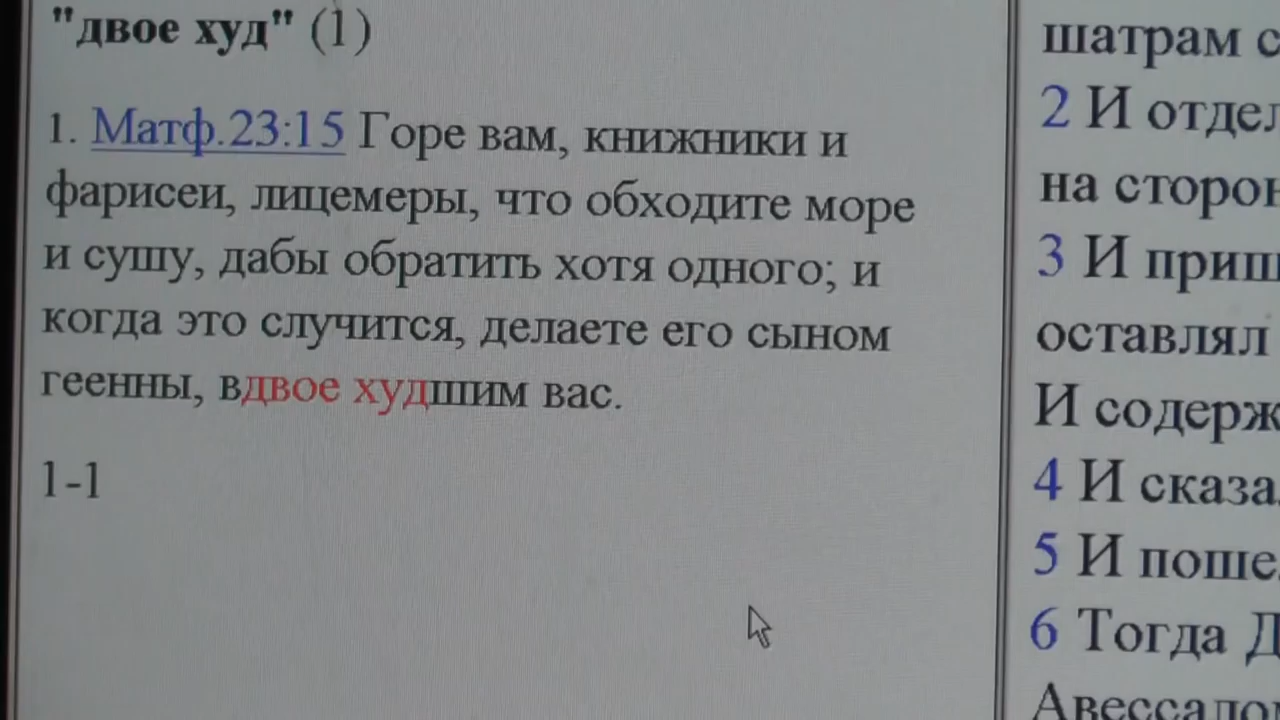 "двое худ" (1)
1. Матф.23:15 Горе вам, книжники и
фарисеи, лицемеры, что обходите море
и сушу, дабы обратить хотя одного; и
когда это случится, делаете его сыном
геенны, вдвое худшим вас.
1-1
шатрам с
2 И отдел
на сторон
3 И приш
оставлял
И содерж
4 И сказа
5 И поше
6 Тогда Д
Авессалом